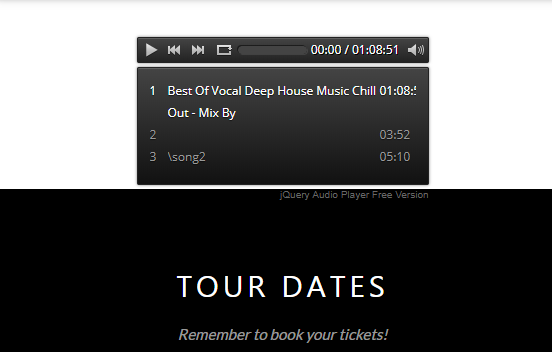 00:00 / 01:08:51
1 Best Of Vocal Deep House Music Chill 01:08:5
Out - Mix By
2 03:52
3 \song2 05:10
jQuery Audio Player Free Version
TOUR DATES
Remember to book your tickets!